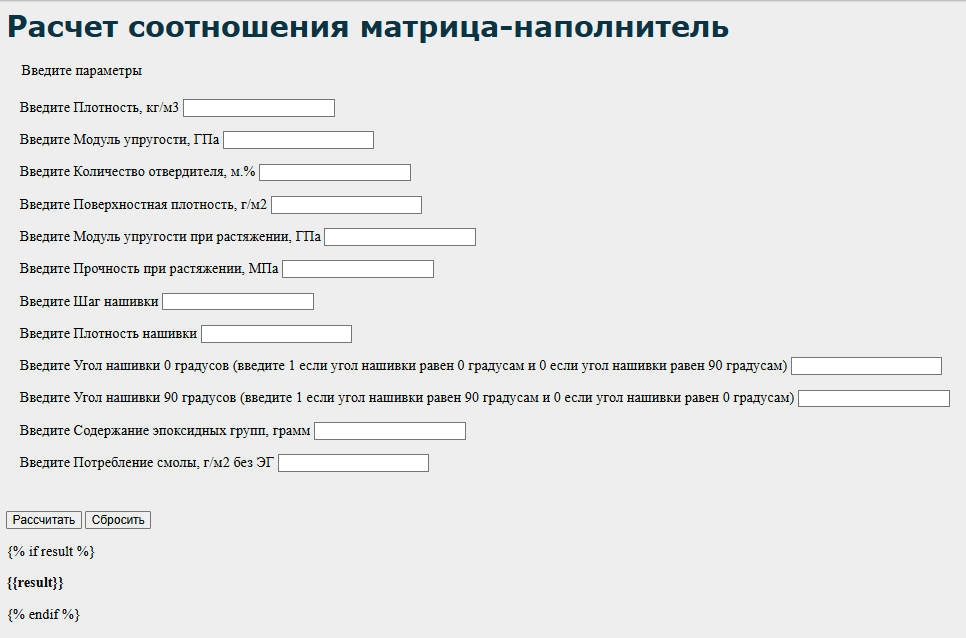 Расчет соотношения матрица-наполнитель
Введите параметры
Введите Плотность, кг/м3
Введите Модуль упругости, ГПа
Введите Количество отвердителя, м.%
Введите Поверхностная плотность, г/м2
Введите Модуль упругости при растяжении, ГПа
Введите Прочность при растяжении, МПа
Введите Шаг нашивки
Введите Плотность нашивки
Введите Угол нашивки 0 градусов (введите 1 если угол нашивки равен 0 градусам и 0 если угол нашивки равен 90 градусам)
Введите Угол нашивки 90 градусов (введите 1 если угол нашивки равен 90 градусам и 0 если угол нашивки равен 0 градусам)
Введите Содержание эпоксидных групп, грамм
Введите Потребление смолы, г/м2 без ЭГ
Рассчитать Сбросить
{% if result %}
{{result}}
{% endif %}